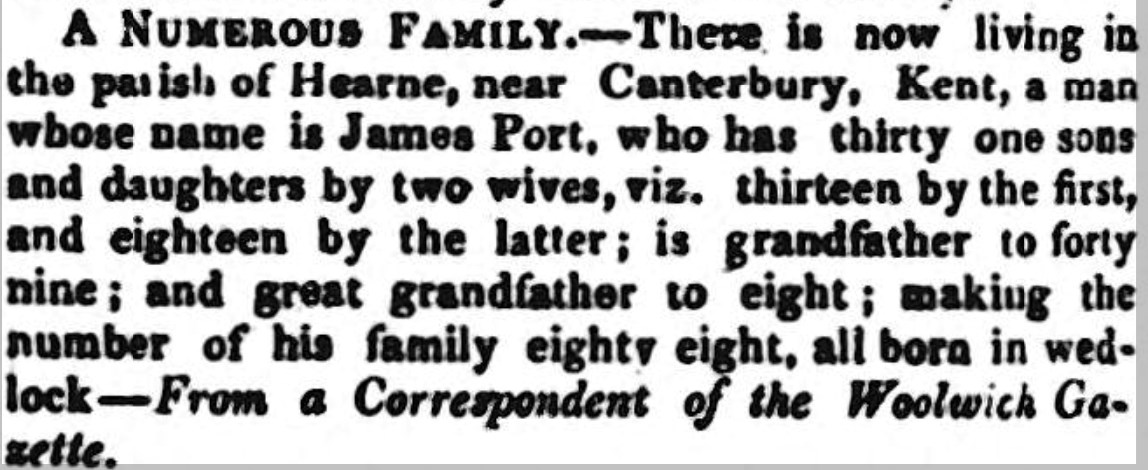 A NUMEROUS FAMILY.—There is now living in
the parish of Hearne, near Canterbury, Kent, a man
whose name is James Port, who has thirty one sons
and daughters by two wives, viz. thirteen by the first,
and eighteen by the latter; is grandfather to forty
nine; and great grandfather to eight; making the
number of his family eighty eight, all born in wed-
lock—From a Correspondent of the Woolwich Ga-
zette.